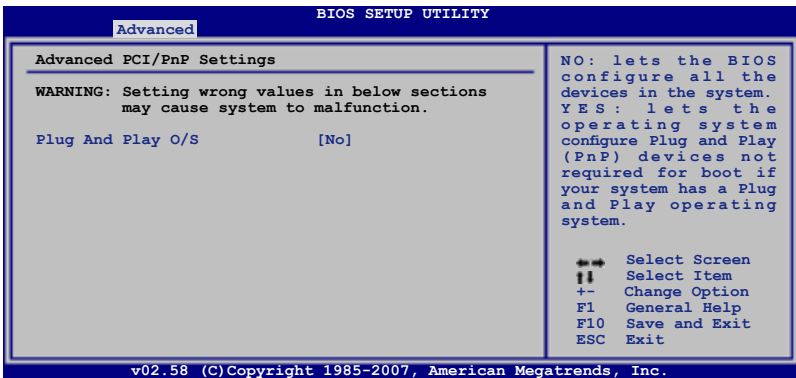 BIOS SETUP UTILITY
Advanced
Advanced PCI/PnP Settings
WARNING: Setting wrong values in below sections
may cause system to malfunction.
Plug And Play O/S [No]
NO: lets the BIOS
configure all the
devices in the system.
YES: lets the
operating system
configure Plug and Play
(PnP) devices not
required for boot if
your system has a Plug
and Play operating
system.
Select Screen
Select Item
+- Change Option
F1 General Help
F10 Save and Exit
ESC Exit
v02.58 (C)Copyright 1985-2007, American Megatrends, Inc.